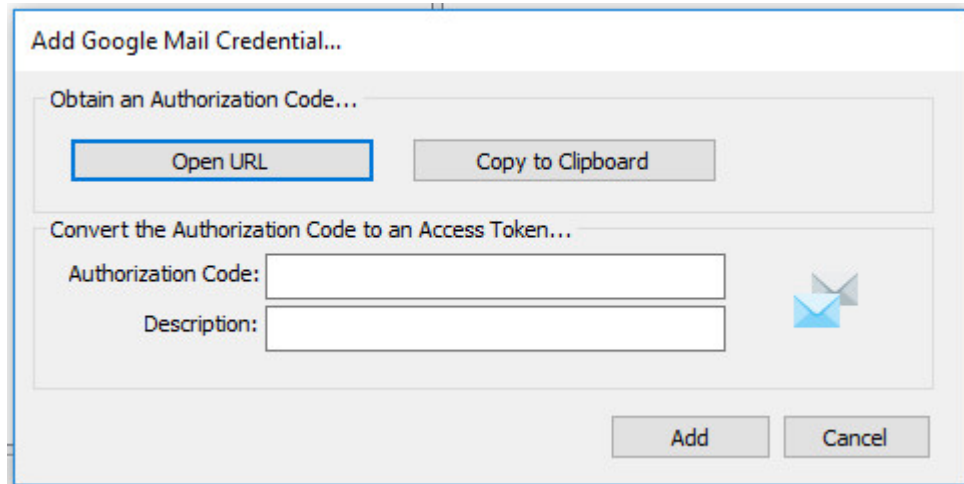 Add Google Mail Credential...
Obtain an Authorization Code...
Open URL
Copy to Clipboard
Convert the Authorization Code to an Access Token...
Authorization Code:
Description:
Add
Cancel